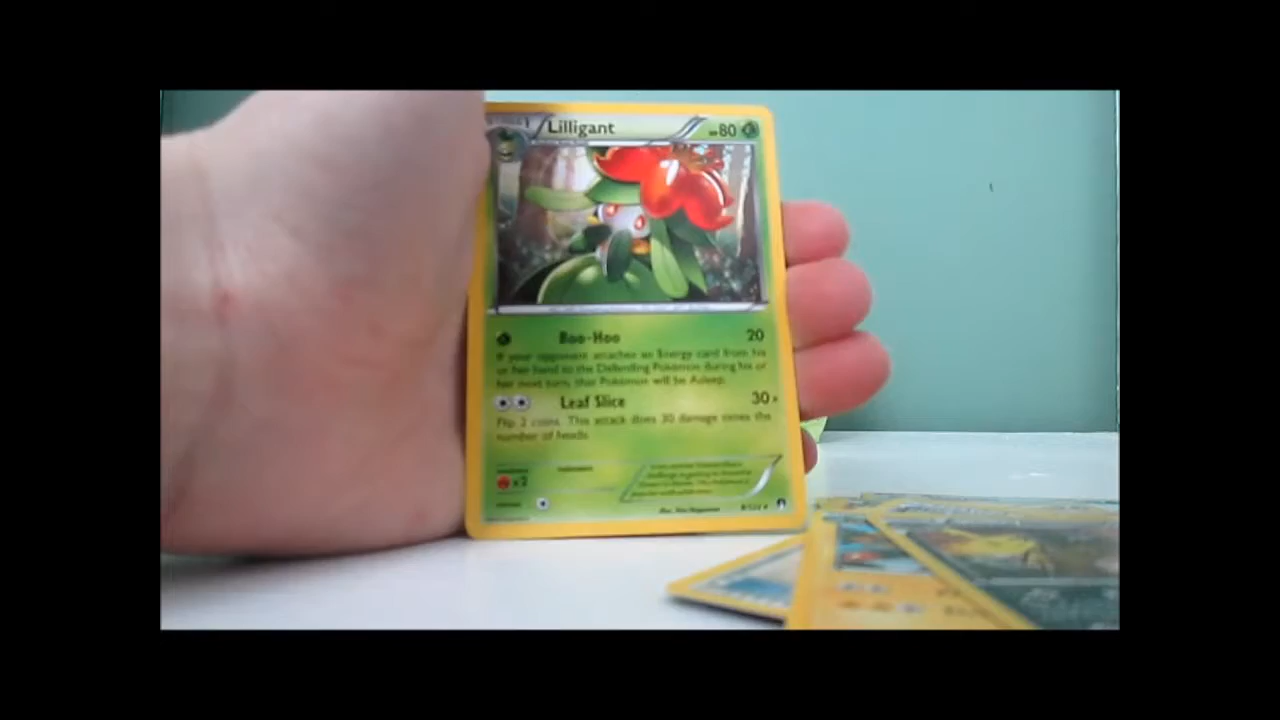 Lilligant HP80
Boo-Hoo 20
If your opponent attaches an Energy card from his
or her hand to the Defending Pokémon during his or
her next turn, that Pokémon will be Asleep.
Leaf Slice 30×
Flip 2 coins. This attack does 30 damage times the
number of heads.
×2